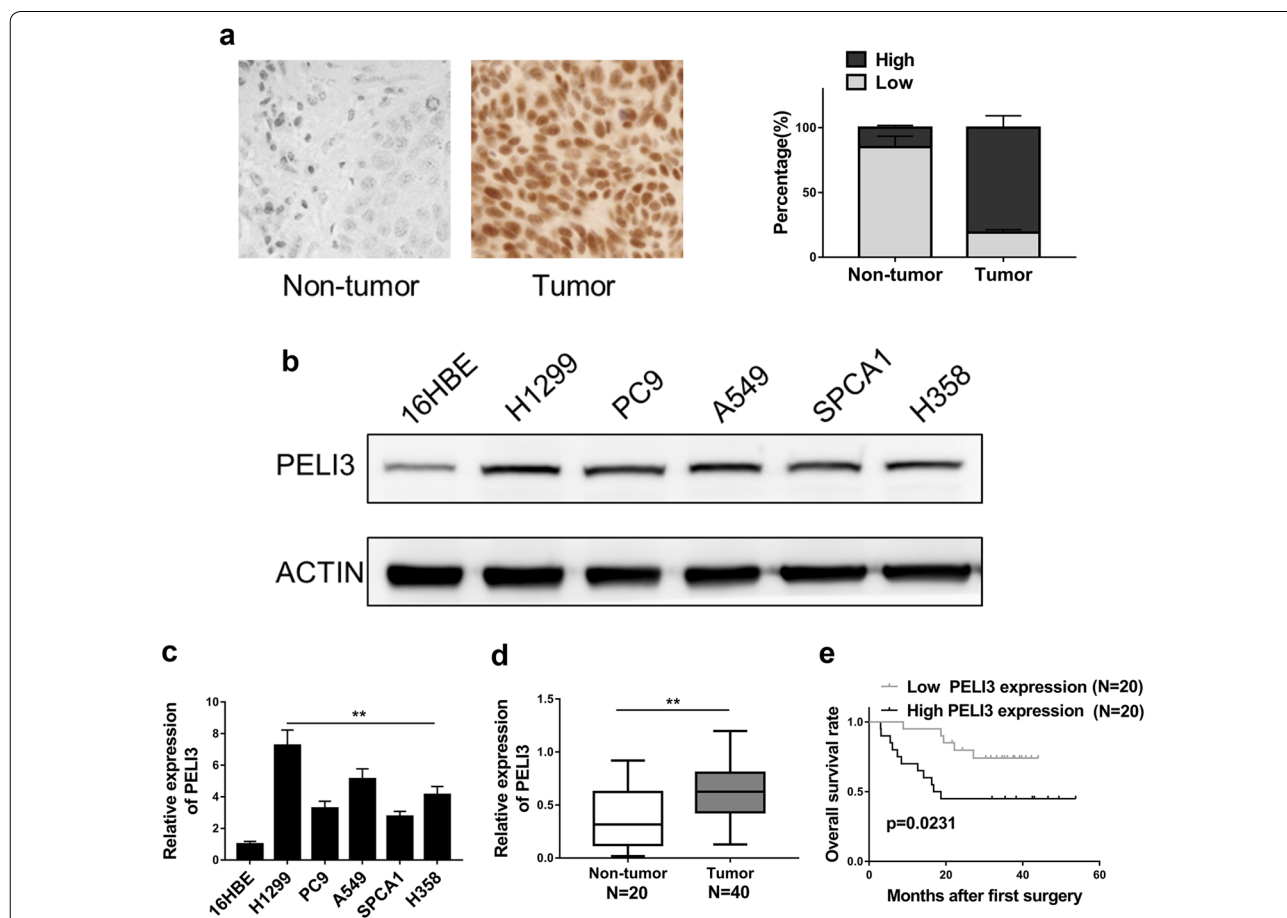 a
High
Low
Percentage(%)
100
50
0
Non-tumor Tumor
Non-tumor Tumor
b
16HBE H1299 PC9 A549 SPCA1 H358
PELI3
ACTIN
c
Relative expression
of PELI3
10
8
6
4
2
0
**
16HBE H1299 PC9 A549 SPCA1 H358
d
Relative expression
of PELI3
1.5
1.0
0.5
0.0
**
Non-tumor Tumor
N=20 N=40
e
Low PELI3 expression (N=20)
High PELI3 expression (N=20)
Overall survival rate
1.0
0.5
0.0
p=0.0231
0 20 40 60
Months after first surgery